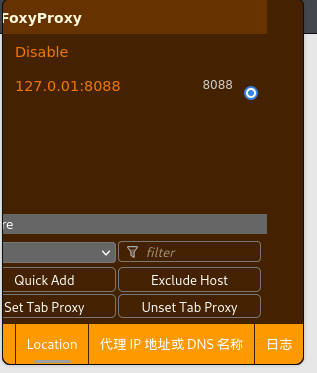 FoxyProxy
Disable
127.0.01:8088 8088
re
filter
Quick Add Exclude Host
Set Tab Proxy Unset Tab Proxy
Location 代理 IP 地址或 DNS 名称 日志